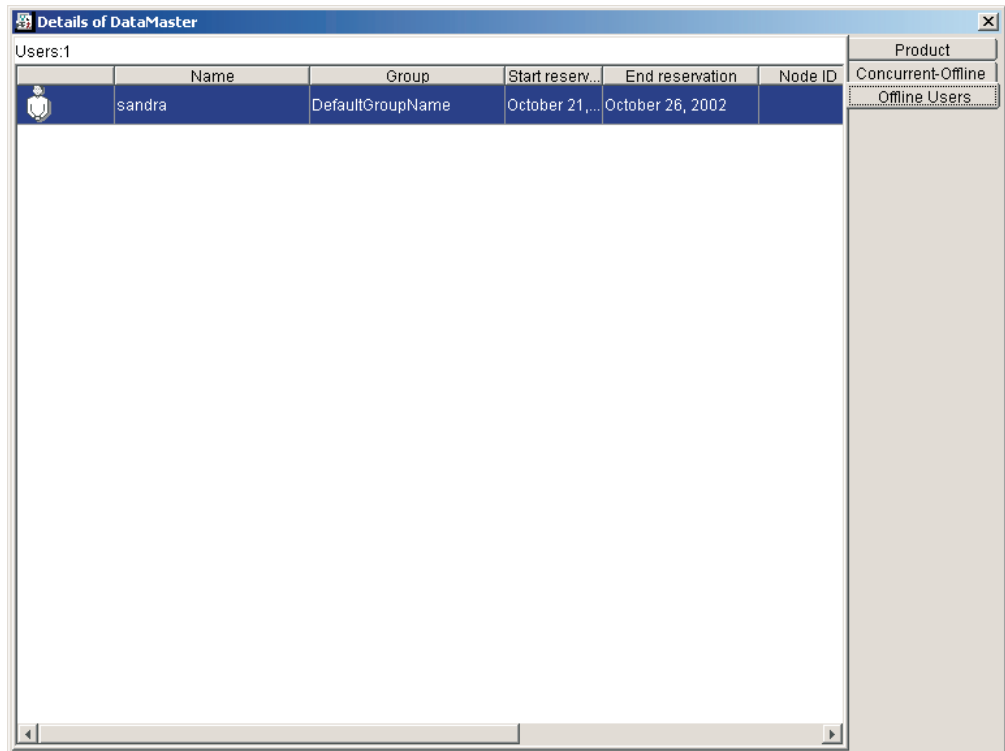 Details of DataMaster
Users:1
Name Group Start reserv... End reservation Node ID
sandra DefaultGroupName October 21,... October 26, 2002
Product
Concurrent-Offline
Offline Users